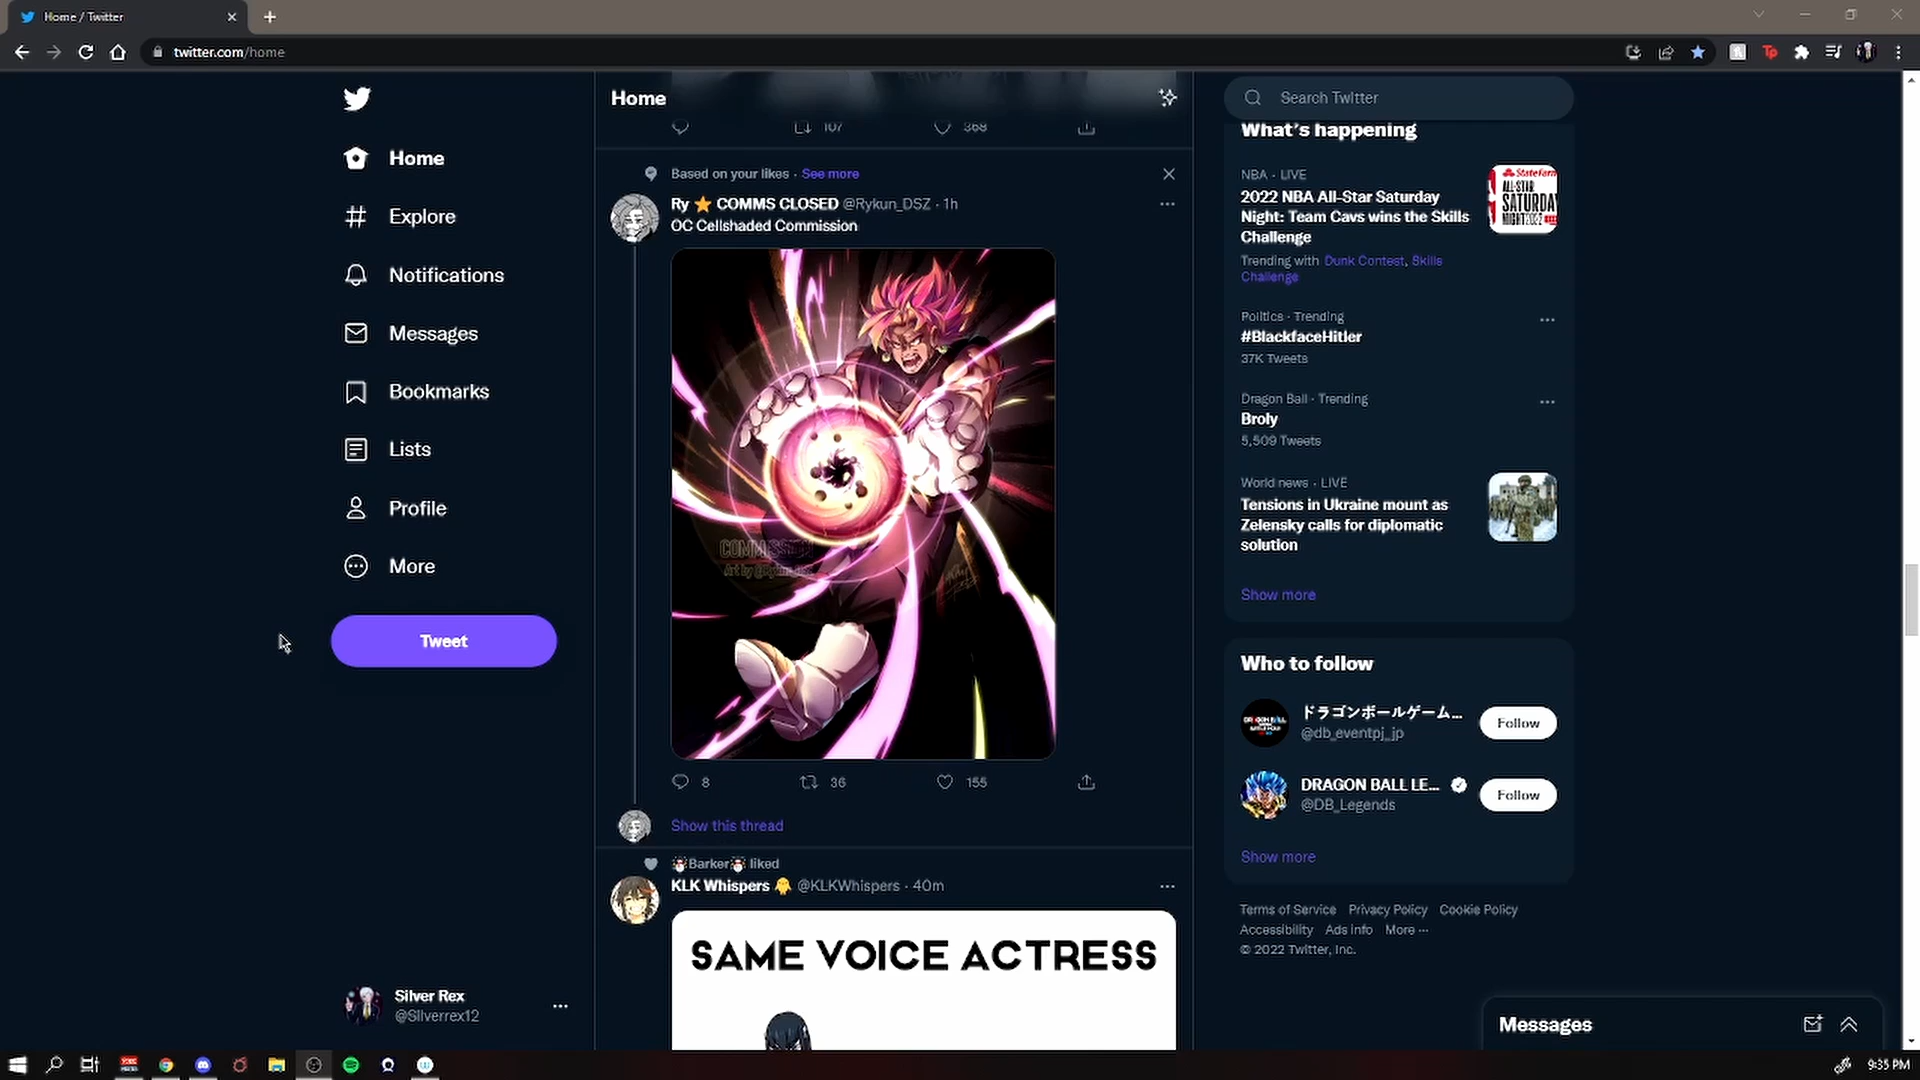 Home / Twitter
twitter.com/home
Home
Explore
Notifications
Messages
Bookmarks
Lists
Profile
More
Tweet
Silver Rex
@Silverrex12
Home
107
368
Based on your likes · See more
Ry ⭐ COMMS CLOSED @Rykun_DSZ · 1h
OC Cellshaded Commission
8
36
155
Show this thread
⛄Barker⛄ liked
KLK Whispers 🐥 @KLKWhispers · 40m
SAME VOICE ACTRESS
Search Twitter
What's happening
NBA · LIVE
2022 NBA All-Star Saturday
Night: Team Cavs wins the Skills
Challenge
Trending with Dunk Contest, Skills
Challenge
State Farm
ALL-STAR
SATURDAY
NIGHT
Politics · Trending
#BlackfaceHitler
37K Tweets
Dragon Ball · Trending
Broly
5,509 Tweets
World news · LIVE
Tensions in Ukraine mount as
Zelensky calls for diplomatic
solution
Show more
Who to follow
ドラゴンボールゲーム...
@db_eventpj_jp
Follow
DRAGON BALL LE...
@DB_Legends
Follow
Show more
Terms of Service Privacy Policy Cookie Policy
Accessibility Ads info More ···
© 2022 Twitter, Inc.
Messages
9:35 PM